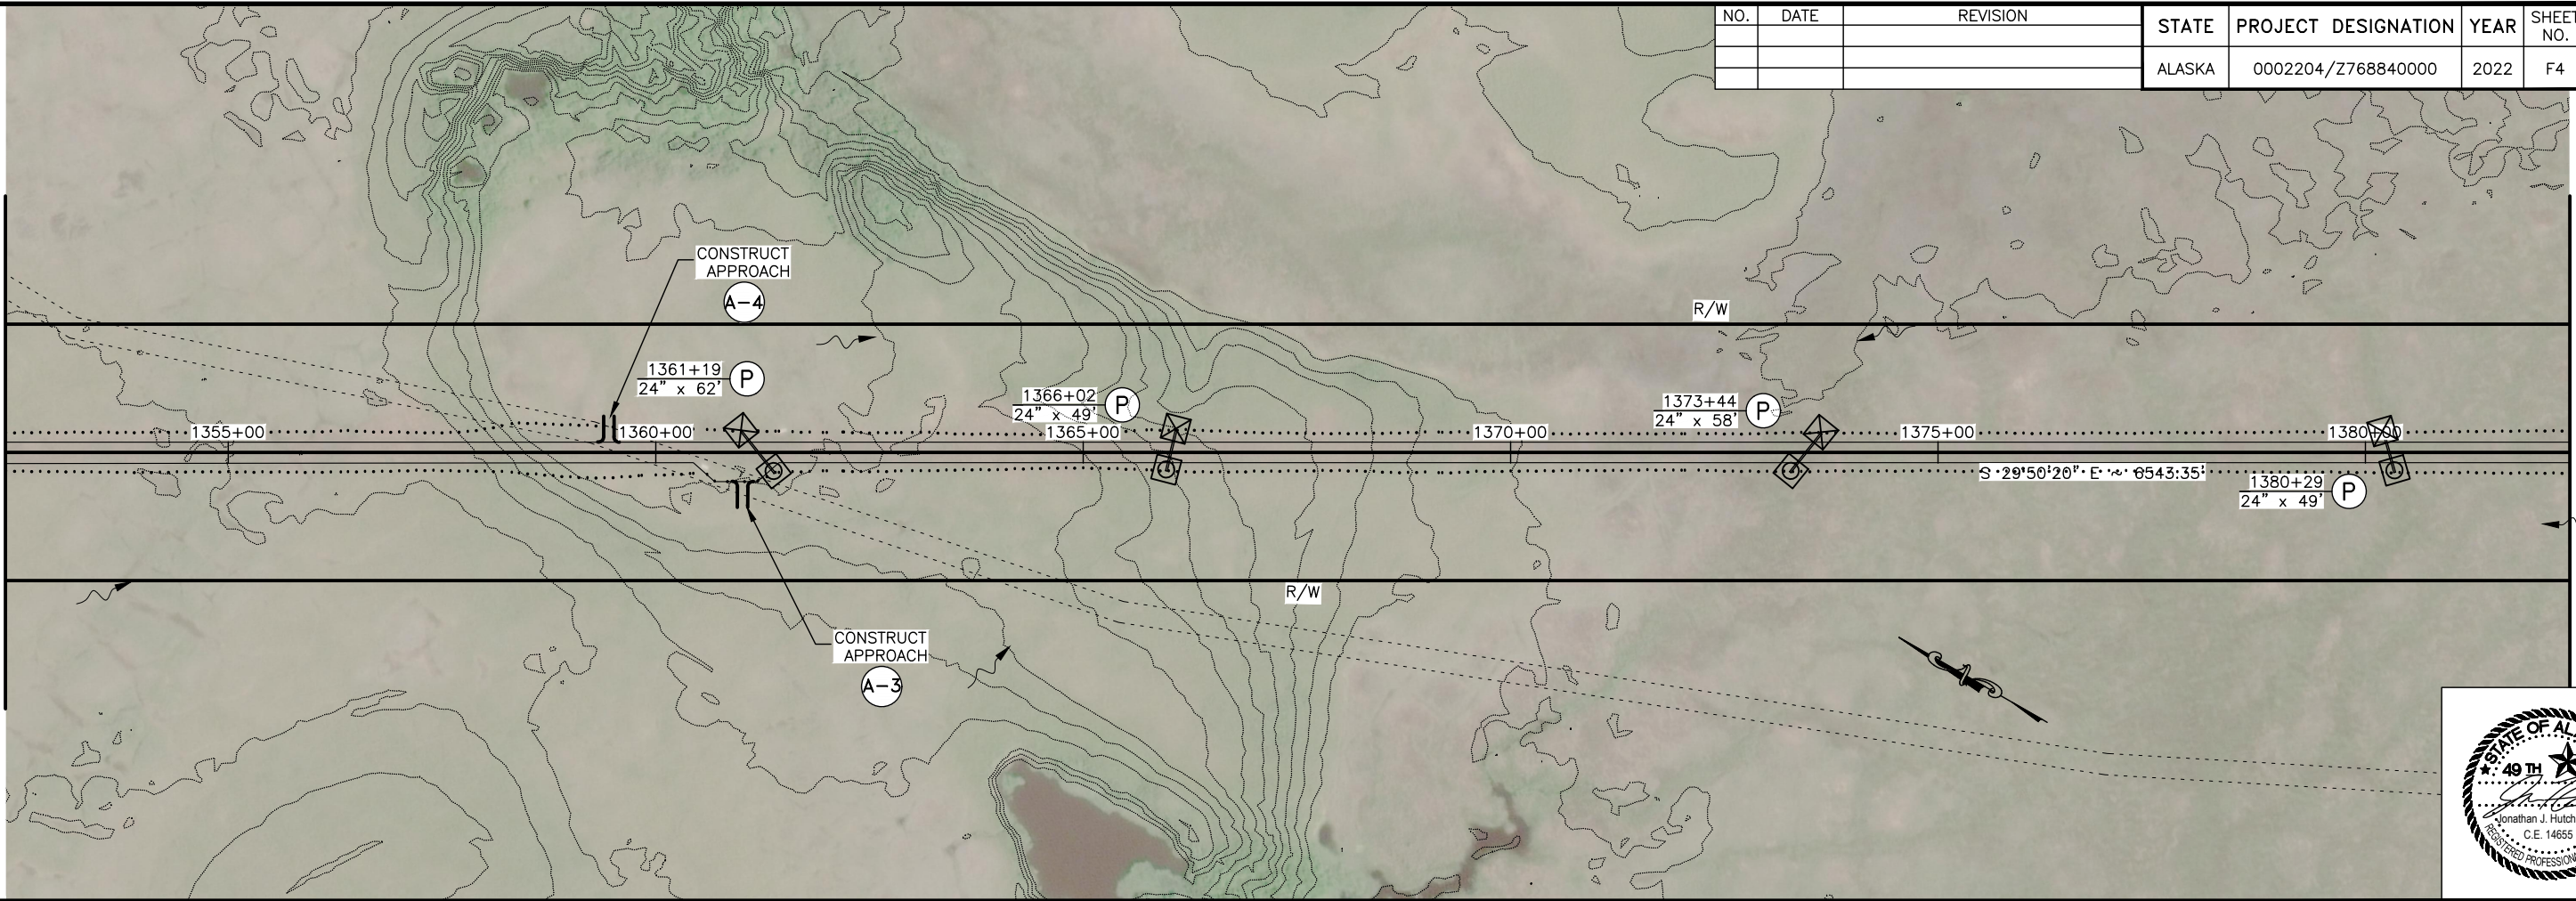 NO. DATE REVISION
STATE PROJECT DESIGNATION YEAR SHEET NO.
ALASKA 0002204/Z768840000 2022 F4
CONSTRUCT
APPROACH
A-4
R/W
1361+19
24" x 62'
P
1366+02
24" x 49'
P
1373+44
24" x 58'
P
1355+00
1360+00
1365+00
1370+00
1375+00
1380+00
S 29°50'20" E ~ 6543.35'
1380+29
24" x 49'
P
R/W
CONSTRUCT
APPROACH
A-3
STATE OF AL
49 TH
Jonathan J. Hutch
C.E. 14655
REGISTERED PROFESSION